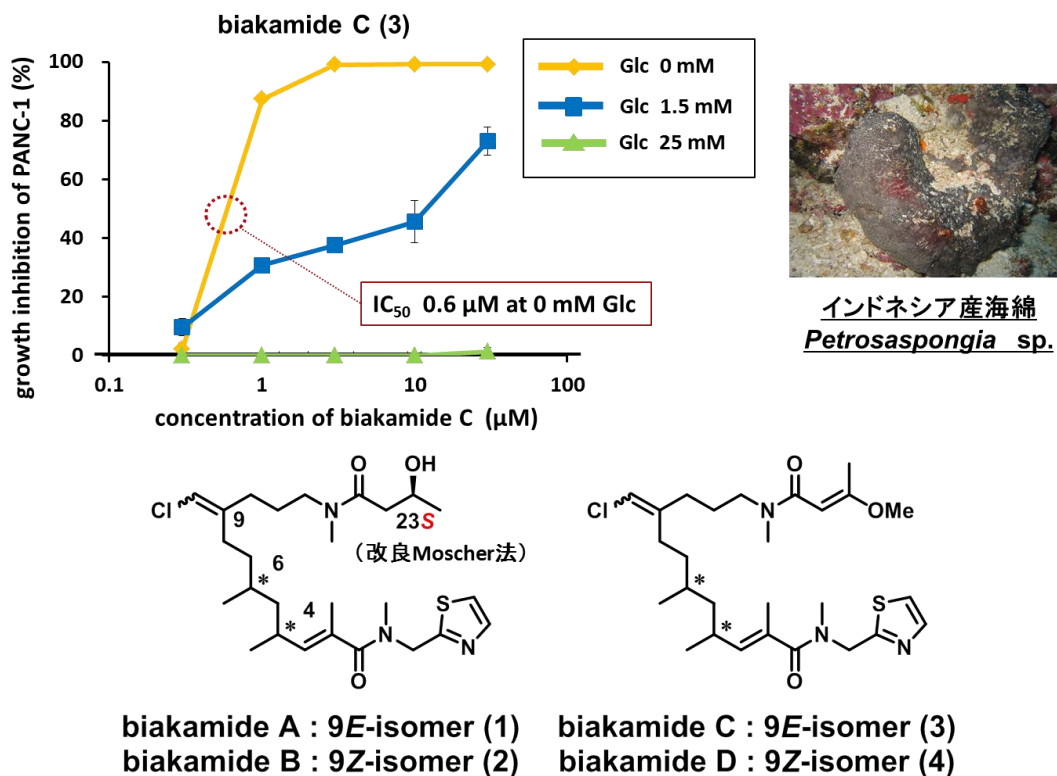 biakamide C (3)
growth inhibition of PANC-1 (%)
100
80
60
40
20
0
0.1
1
10
100
concentration of biakamide C (μM)
Glc 0 mM
Glc 1.5 mM
Glc 25 mM
IC50 0.6 μM at 0 mM Glc
インドネシア産海綿
Petrosaspongia sp.
O
OH
Cl
9
N
23S
(改良Moscher法)
6
*
4
*
N
O
S
N
O
Cl
N
OMe
*
*
N
O
S
N
biakamide A : 9E-isomer (1)
biakamide B : 9Z-isomer (2)
biakamide C : 9E-isomer (3)
biakamide D : 9Z-isomer (4)